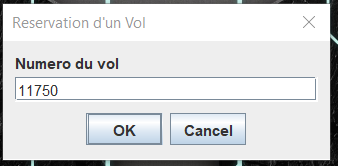 Reservation d'un Vol
Numero du vol
11750
OK
Cancel